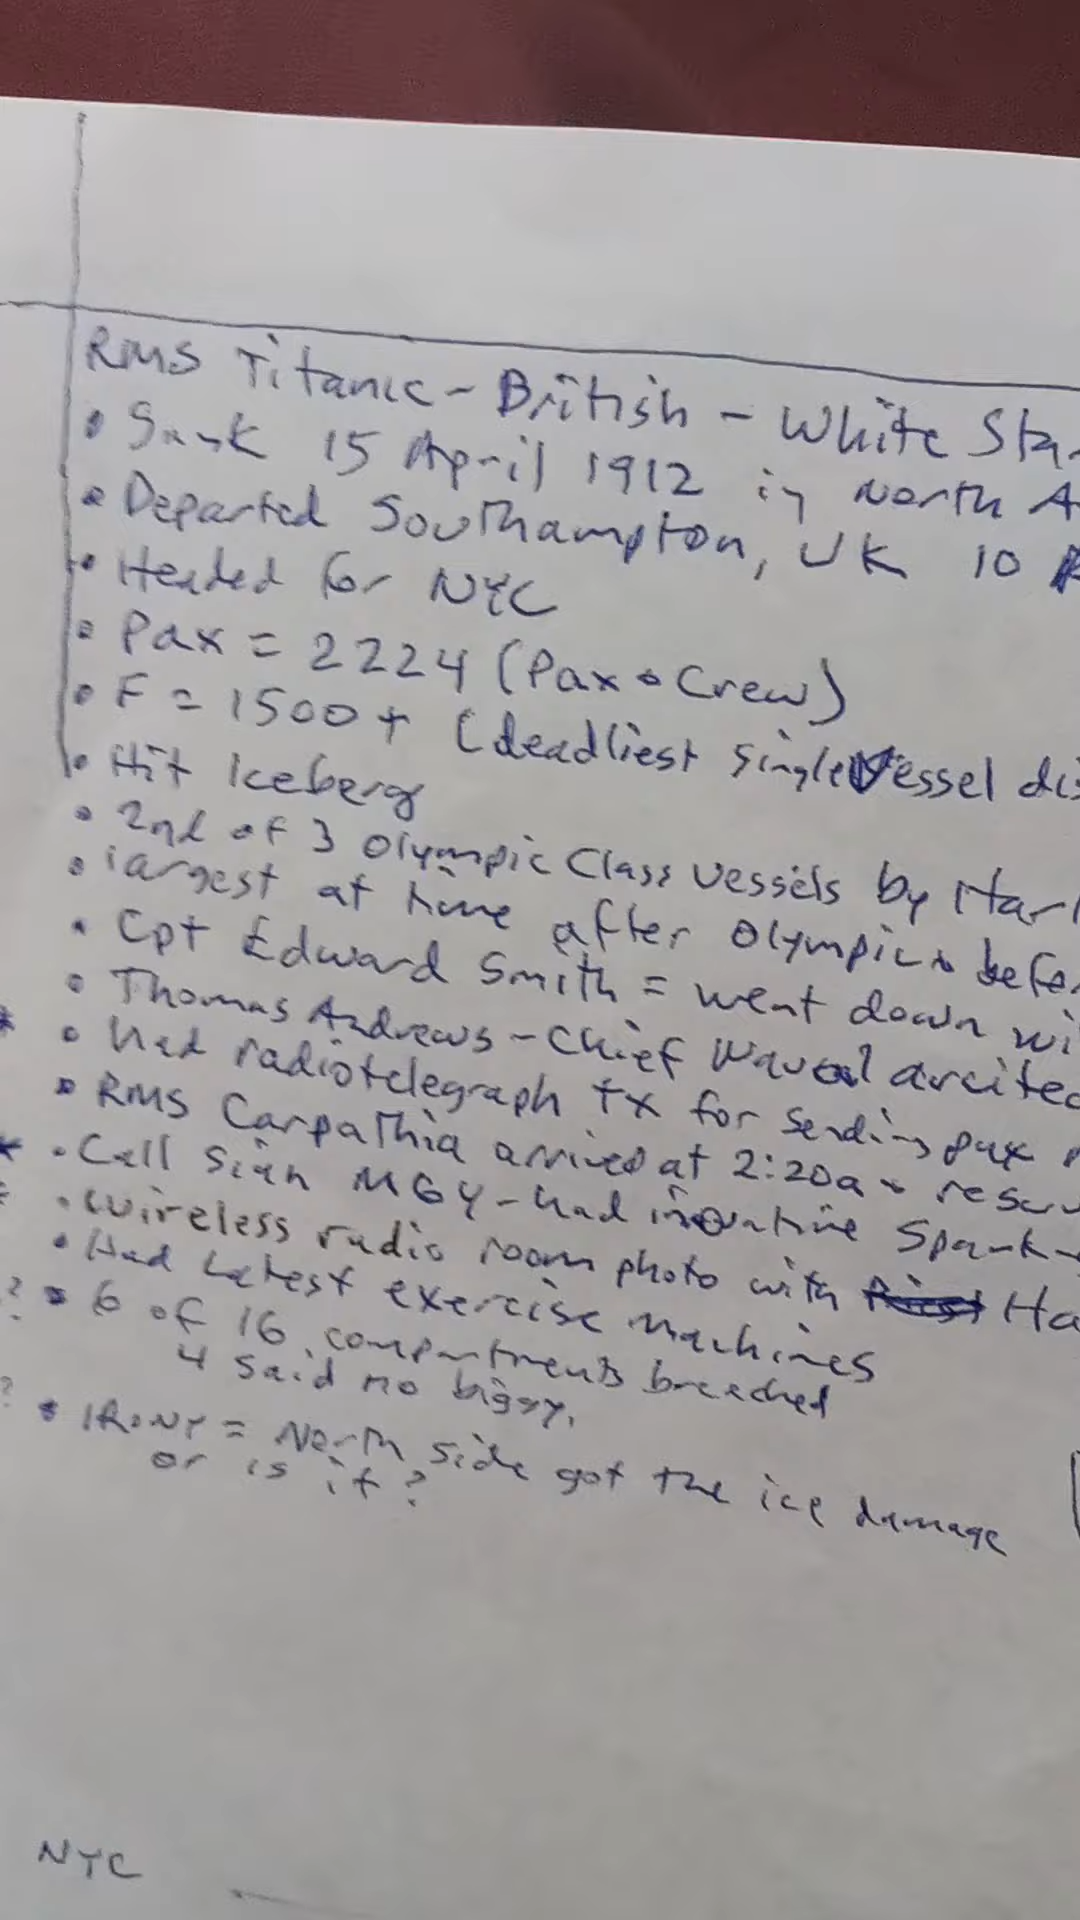 RMS Titanic - British - White Sta
• Sank 15 April 1912 in North A
• Departed Southampton, UK 10
• Headed for NYC
• Pax = 2224 (Pax + Crew)
• F = 1500+ (deadliest single Vessel dis
• Hit Iceberg
• 2nd of 3 Olympic Class vessels by Harl
• largest at time after Olympic & befo
• Cpt Edward Smith = went down wi
• Thomas Andrews - Chief Naval arcitec
* • Had radiotelegraph tx for sending pax
• RMS Carpathia arrived at 2:20a & rescu
* • Call sign MGY - had Spark-
• Wireless radio room photo with Ha
• Had Latest exercise Machines
? • 6 of 16 compartments breached
4 said no biggy.
? • IRONY = North side got the ice damage
or is it?
NYC